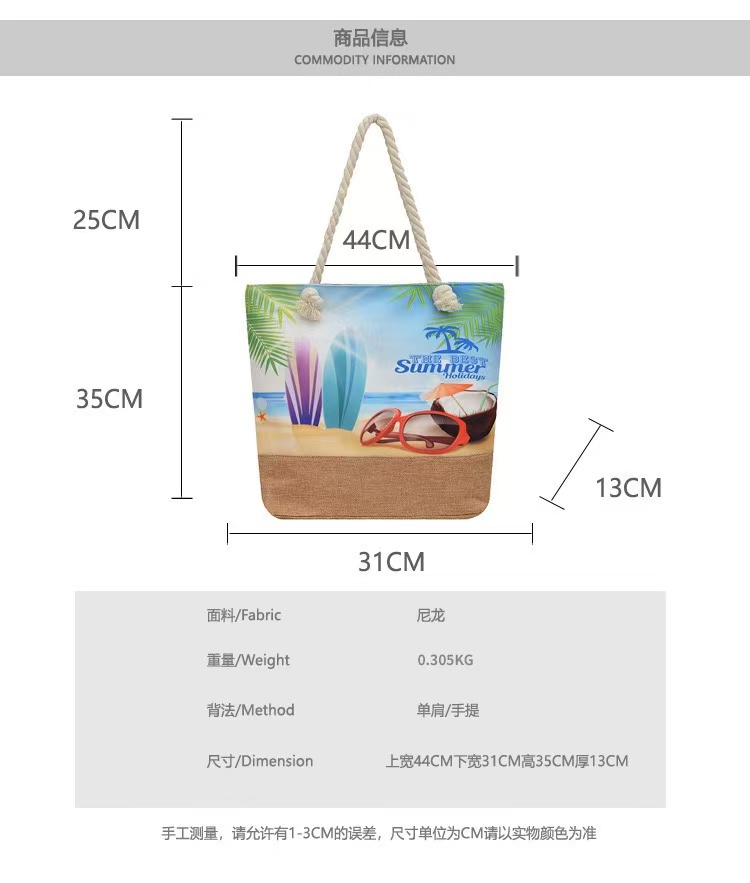 商品信息
COMMODITY INFORMATION
25CM
44CM
THE BEST
Summer
Holidays
35CM
13CM
31CM
面料/Fabric 尼龙
重量/Weight 0.305KG
背法/Method 单肩/手提
尺寸/Dimension 上宽44CM下宽31CM高35CM厚13CM
手工测量，请允许有1-3CM的误差，尺寸单位为CM请以实物颜色为准